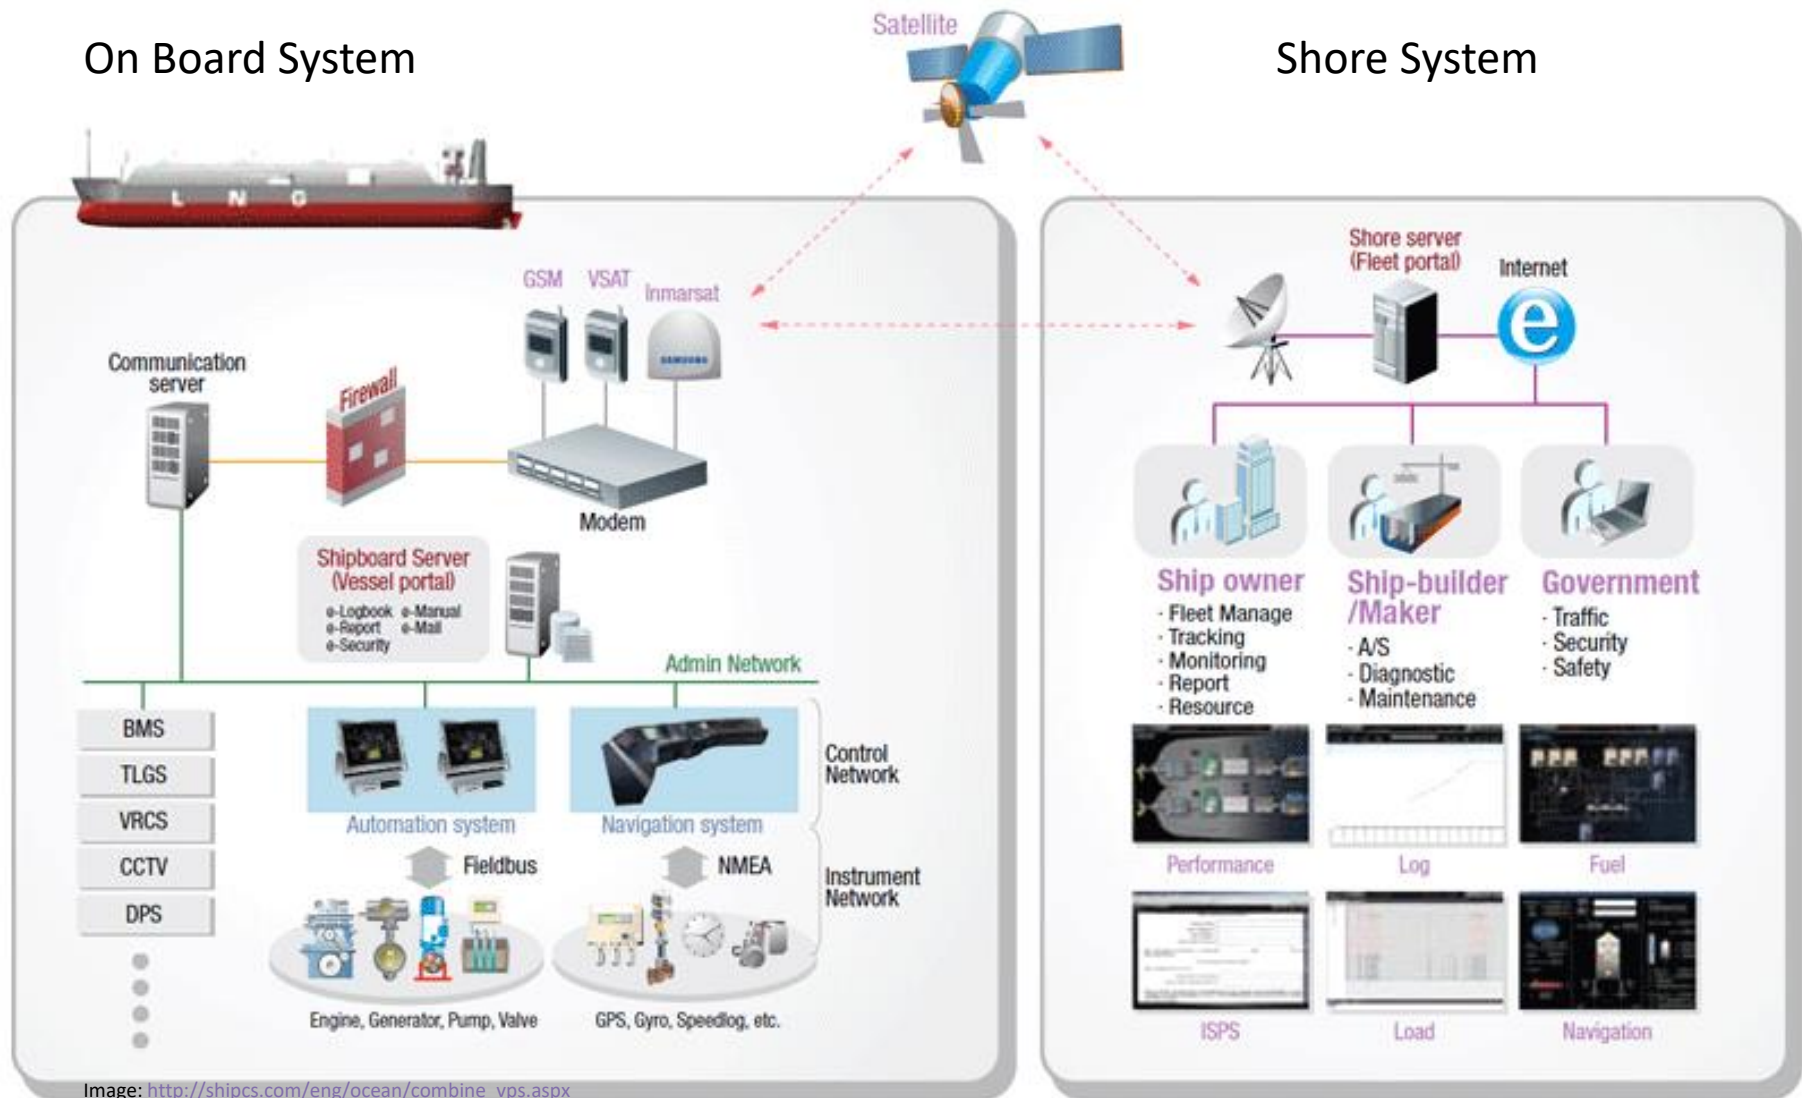 On Board System
Satellite
Shore System
L N G
GSM
VSAT
Inmarsat
SAMSUNG
Communication
server
Firewall
Modem
Shipboard Server
(Vessel portal)
e-Logbook e-Manual
e-Report e-Mail
e-Security
Admin Network
BMS
TLGS
VRCS
CCTV
DPS
Automation system
Navigation system
Control
Network
Fieldbus
NMEA
Instrument
Network
Engine, Generator, Pump, Valve
GPS, Gyro, Speedlog, etc.
Image: http://shipcs.com/eng/ocean/combine_vps.aspx
Shore server
(Fleet portal)
Internet
e
Ship owner
· Fleet Manage
· Tracking
· Monitoring
· Report
· Resource
Ship-builder
/Maker
· A/S
· Diagnostic
· Maintenance
Government
· Traffic
· Security
· Safety
Performance
Log
Fuel
ISPS
Load
Navigation